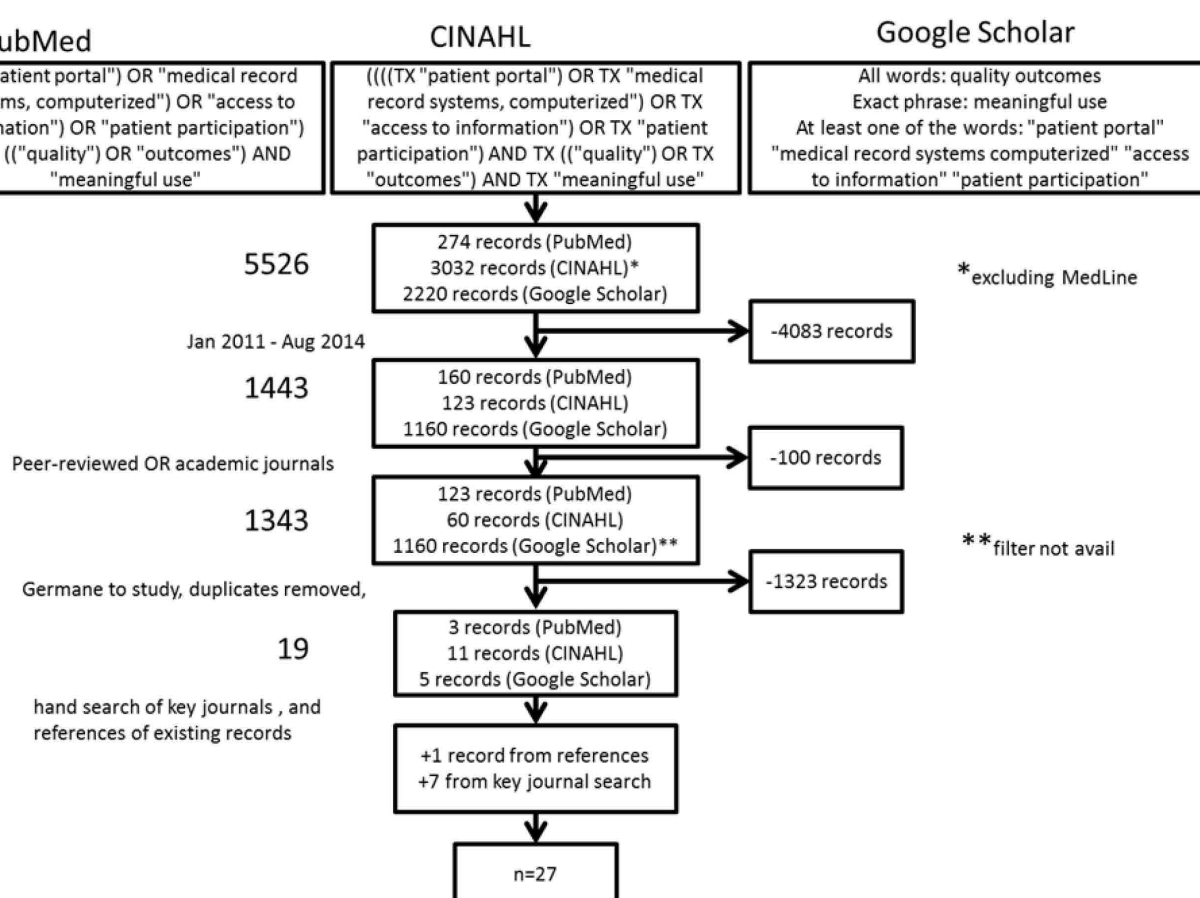 ubMed
CINAHL
Google Scholar
atient portal") OR "medical record
ms, computerized") OR "access to
nation") OR "patient participation")
(("quality") OR "outcomes") AND
"meaningful use"
((((TX "patient portal") OR TX "medical
record systems, computerized") OR TX
"access to information") OR TX "patient
participation") AND TX (("quality") OR TX
"outcomes") AND TX "meaningful use"
All words: quality outcomes
Exact phrase: meaningful use
At least one of the words: "patient portal"
"medical record systems computerized" "access
to information" "patient participation"
5526
274 records (PubMed)
3032 records (CINAHL)*
2220 records (Google Scholar)
*excluding MedLine
-4083 records
Jan 2011 - Aug 2014
1443
160 records (PubMed)
123 records (CINAHL)
1160 records (Google Scholar)
-100 records
Peer-reviewed OR academic journals
1343
123 records (PubMed)
60 records (CINAHL)
1160 records (Google Scholar)**
**filter not avail
-1323 records
Germane to study, duplicates removed,
19
3 records (PubMed)
11 records (CINAHL)
5 records (Google Scholar)
hand search of key journals , and
references of existing records
+1 record from references
+7 from key journal search
n=27